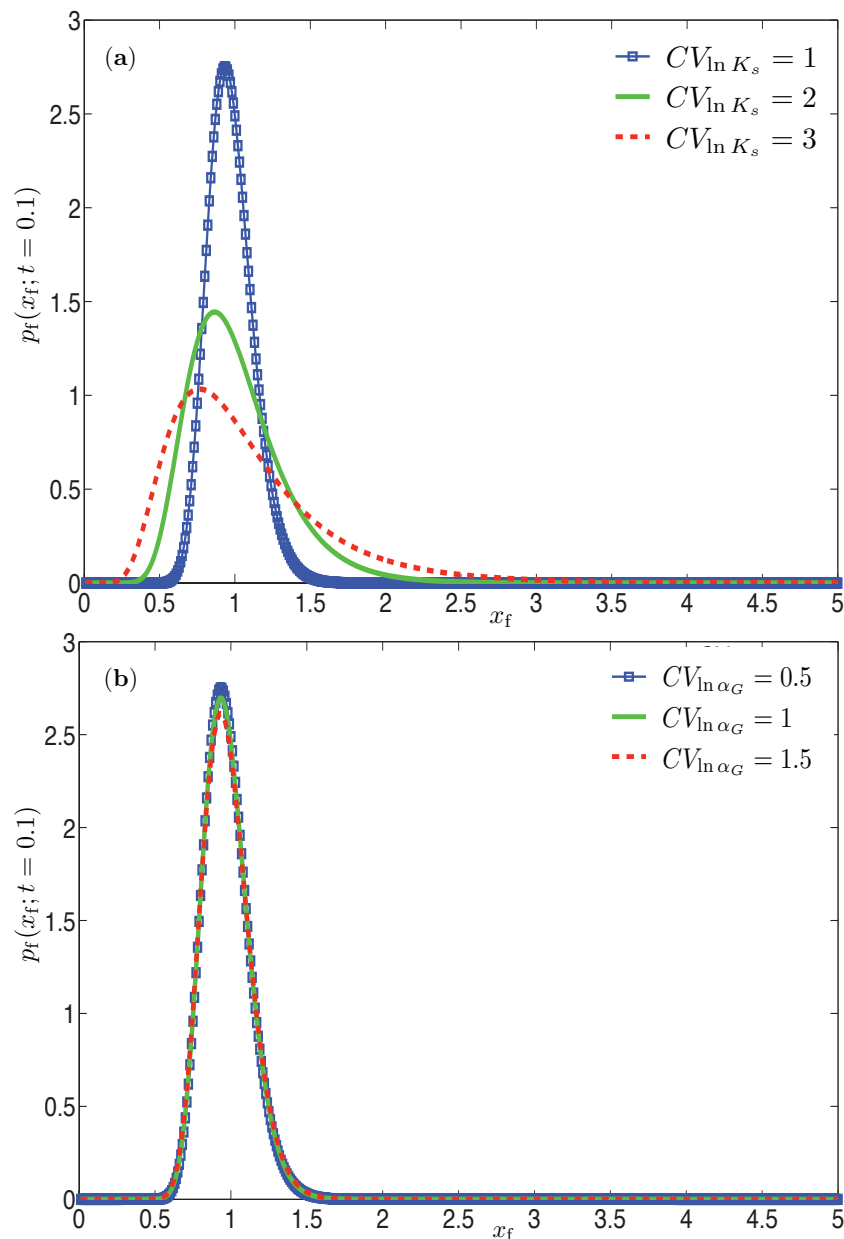 (a)
CV_{ln K_s} = 1
CV_{ln K_s} = 2
CV_{ln K_s} = 3
p_f(x_f; t = 0.1)
3
2.5
2
1.5
1
0.5
0
0 0.5 1 1.5 2 2.5 3 3.5 4 4.5 5
x_f
(b)
CV_{ln α_G} = 0.5
CV_{ln α_G} = 1
CV_{ln α_G} = 1.5
p_f(x_f; t = 0.1)
3
2.5
2
1.5
1
0.5
0
0 0.5 1 1.5 2 2.5 3 3.5 4 4.5 5
x_f